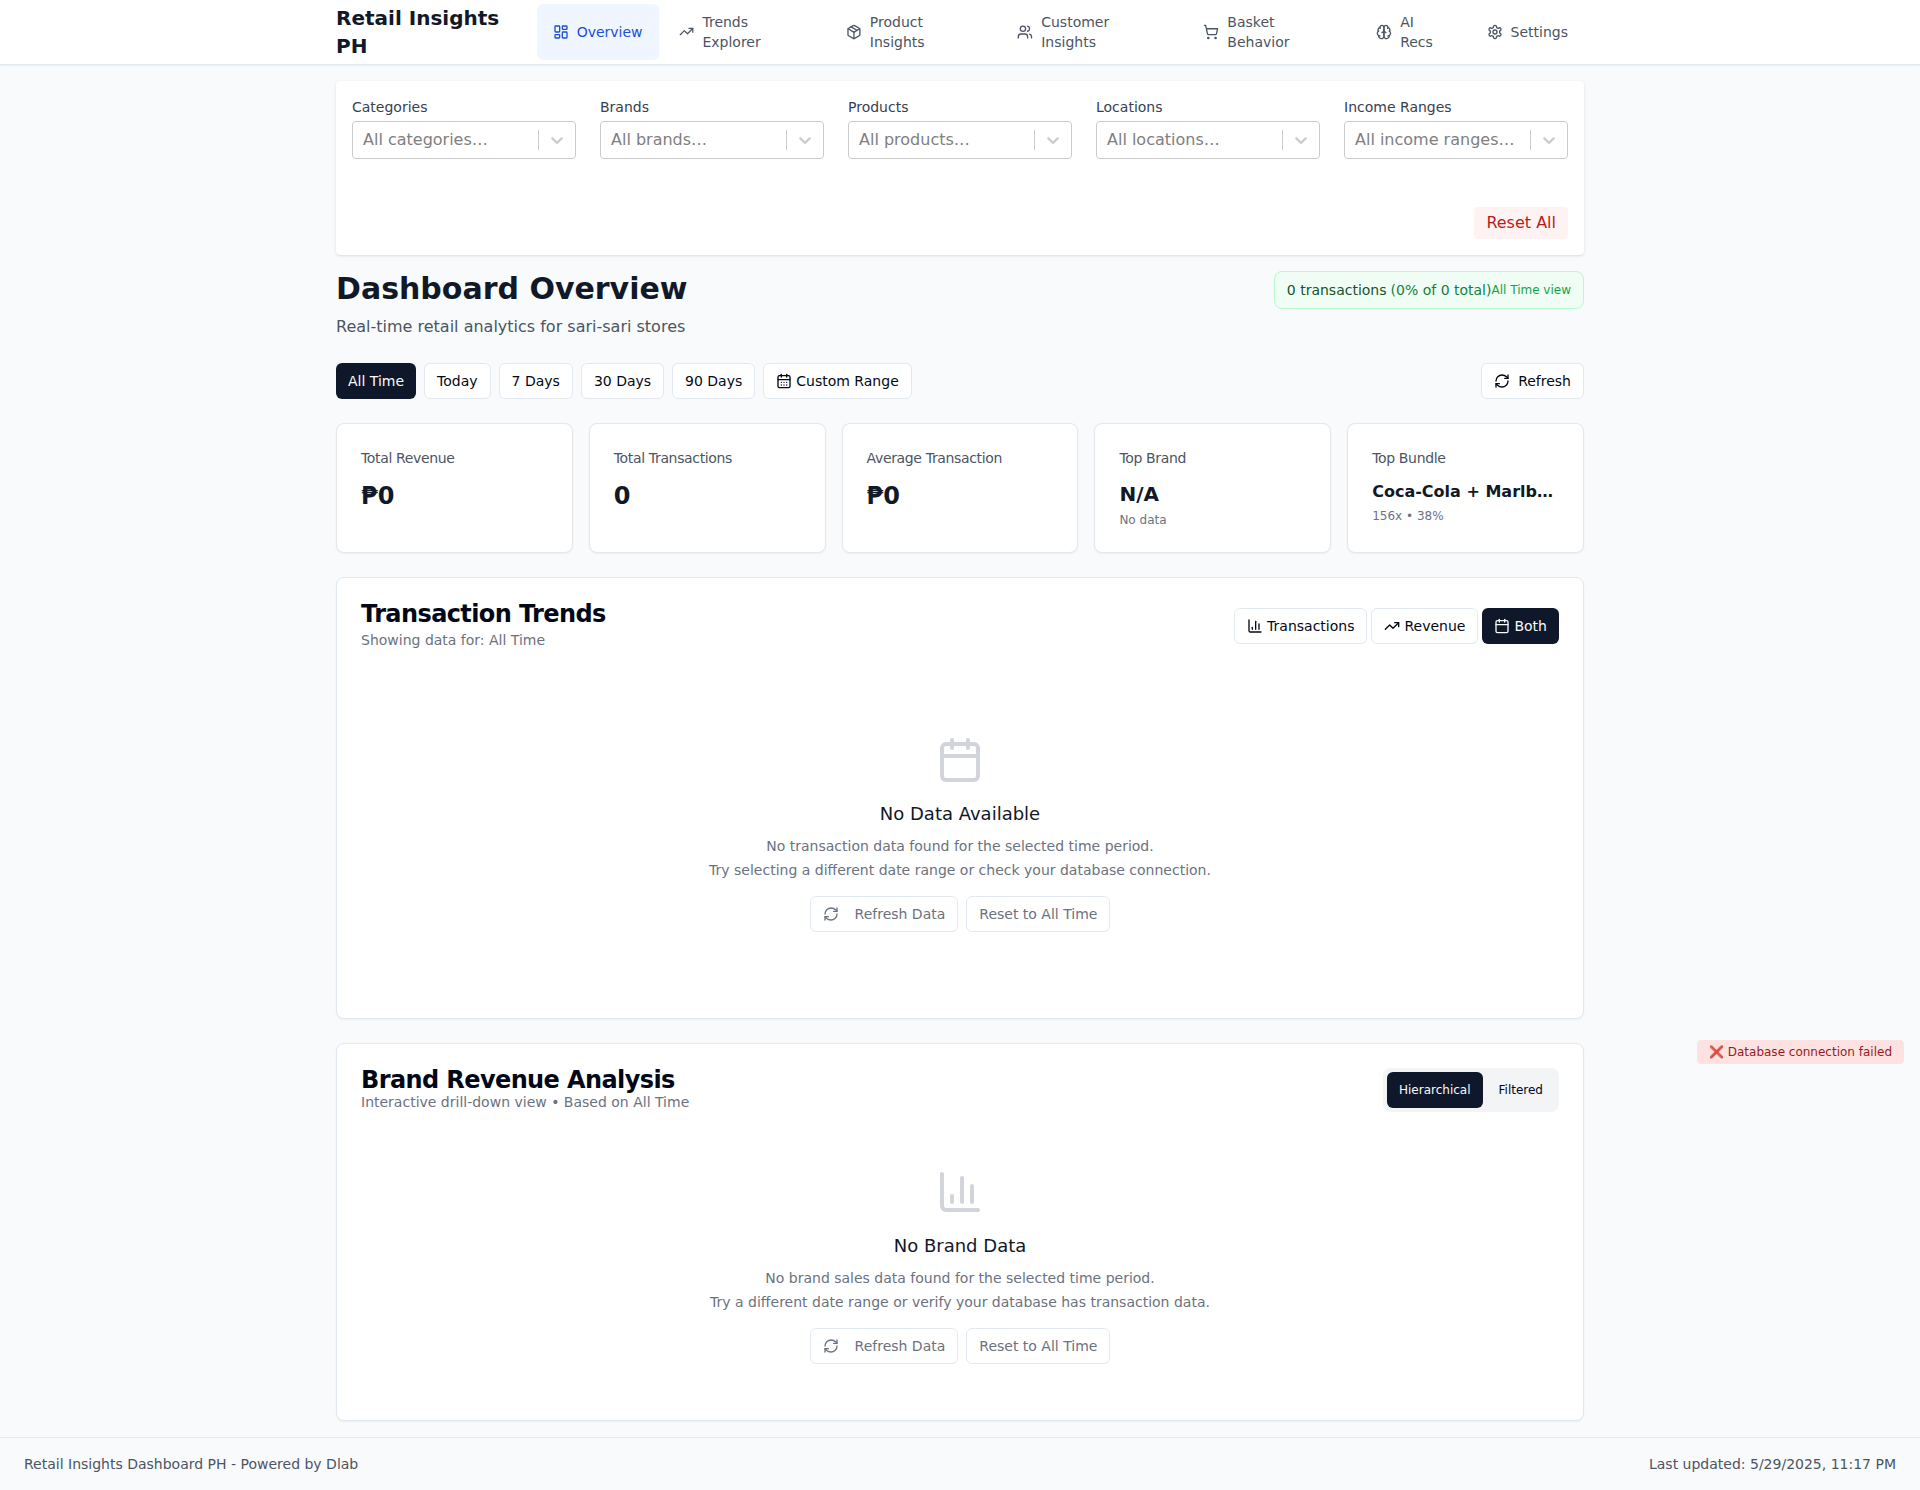 Retail Insights
PH
Overview
Trends
Explorer
Product
Insights
Customer
Insights
Basket
Behavior
AI
Recs
Settings
Categories
Brands
Products
Locations
Income Ranges
All categories...
All brands...
All products...
All locations...
All income ranges...
Reset All
Dashboard Overview
0 transactions (0% of 0 total)All Time view
Real-time retail analytics for sari-sari stores
All Time
Today
7 Days
30 Days
90 Days
Custom Range
Refresh
Total Revenue
₱0
Total Transactions
0
Average Transaction
₱0
Top Brand
N/A
No data
Top Bundle
Coca-Cola + Marlb...
156x • 38%
Transaction Trends
Showing data for: All Time
Transactions
Revenue
Both
No Data Available
No transaction data found for the selected time period.
Try selecting a different date range or check your database connection.
Refresh Data
Reset to All Time
❌ Database connection failed
Brand Revenue Analysis
Interactive drill-down view • Based on All Time
Hierarchical
Filtered
No Brand Data
No brand sales data found for the selected time period.
Try a different date range or verify your database has transaction data.
Refresh Data
Reset to All Time
Retail Insights Dashboard PH - Powered by Dlab
Last updated: 5/29/2025, 11:17 PM